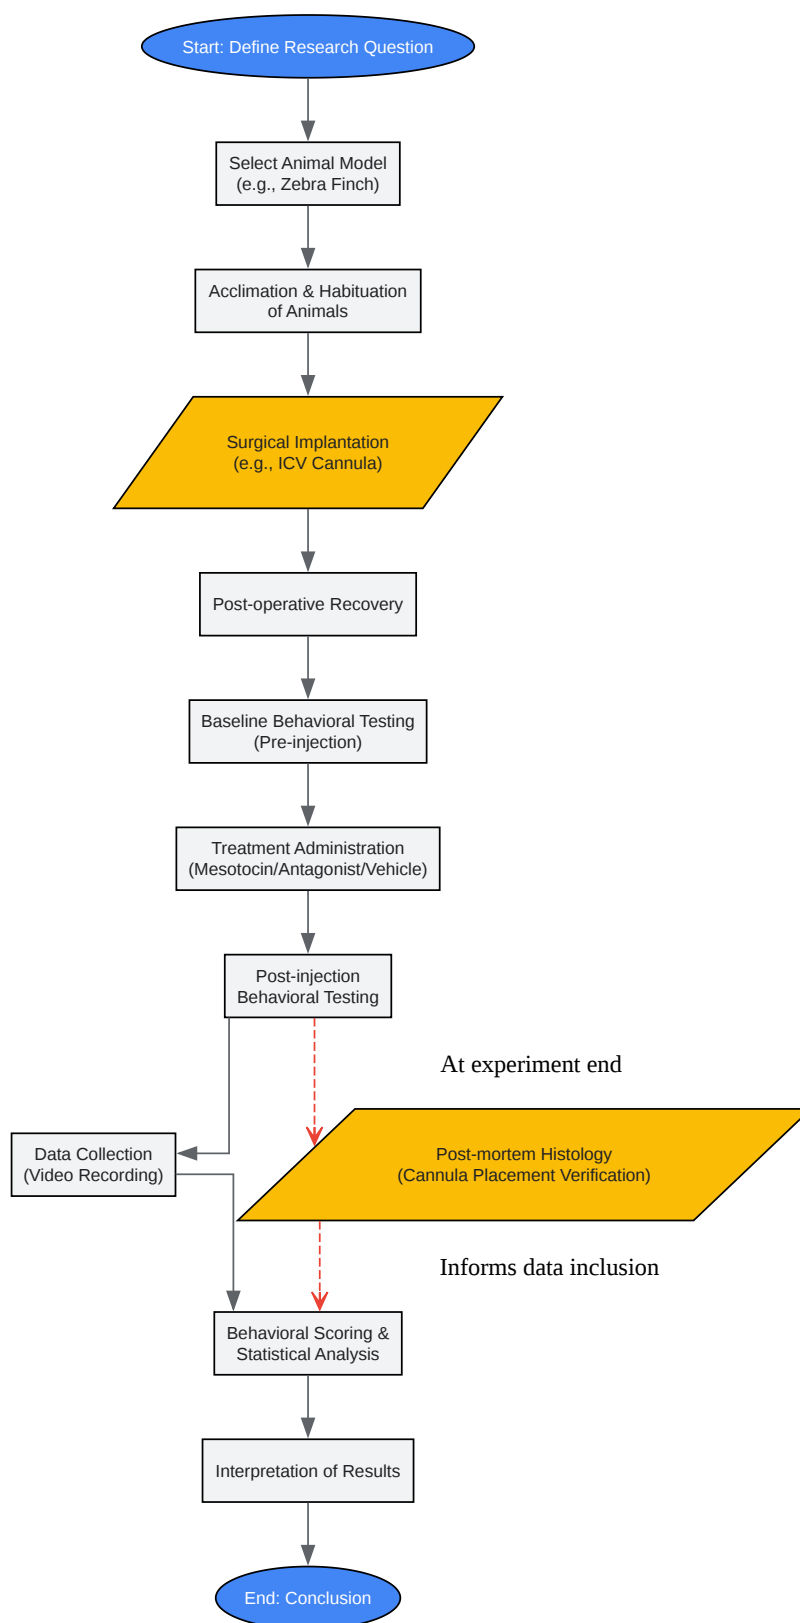 Start: Define Research Question
Select Animal Model
(e.g., Zebra Finch)
Acclimation & Habituation
of Animals
Surgical Implantation
(e.g., ICV Cannula)
Post-operative Recovery
Baseline Behavioral Testing
(Pre-injection)
Treatment Administration
(Mesotocin/Antagonist/Vehicle)
Post-injection
Behavioral Testing
At experiment end
Data Collection
(Video Recording)
Post-mortem Histology
(Cannula Placement Verification)
Informs data inclusion
Behavioral Scoring &
Statistical Analysis
Interpretation of Results
End: Conclusion